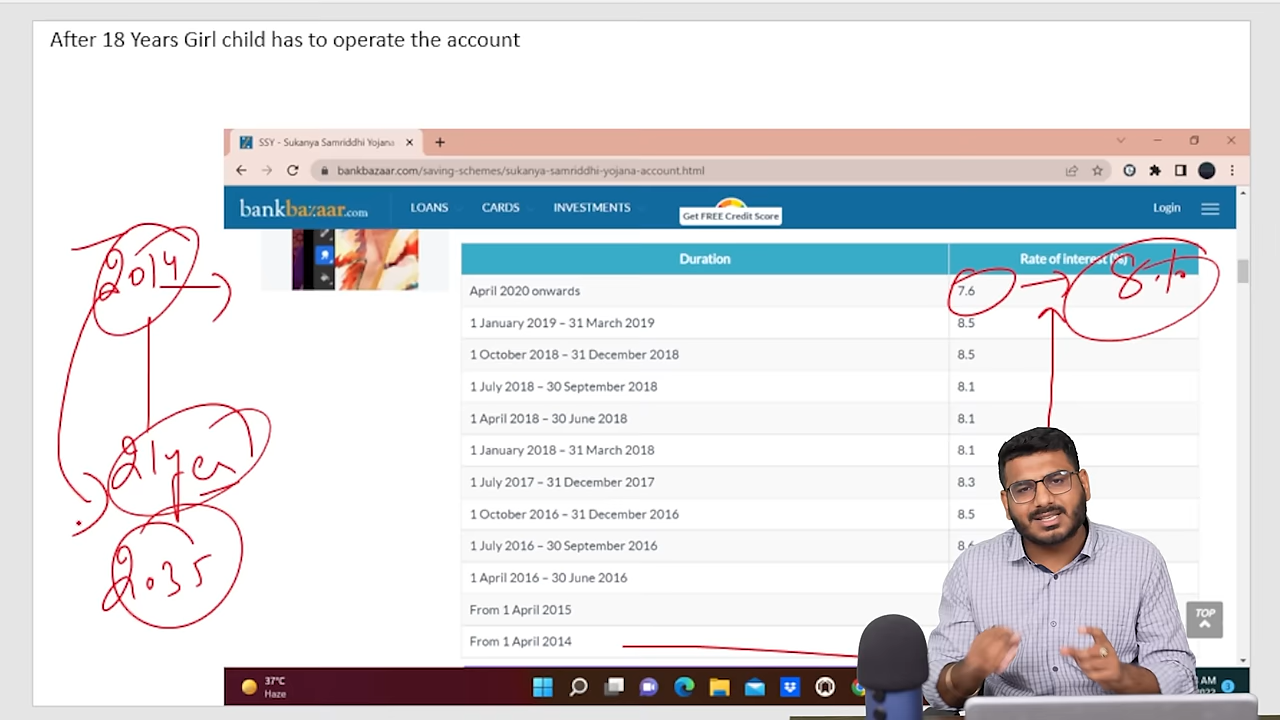 After 18 Years Girl child has to operate the account
SSY - Sukanya Samriddhi Yojana
bankbazaar.com/saving-schemes/sukanya-samriddhi-yojana-account.html
bankbazaar.com LOANS CARDS INVESTMENTS Get FREE Credit Score Login
Duration Rate of interest (%)
April 2020 onwards 7.6 8%
1 January 2019 – 31 March 2019 8.5
1 October 2018 – 31 December 2018 8.5
1 July 2018 – 30 September 2018 8.1
1 April 2018 – 30 June 2018 8.1
1 January 2018 – 31 March 2018 8.1
1 July 2017 – 31 December 2017 8.3
1 October 2016 – 31 December 2016 8.5
1 July 2016 – 30 September 2016
1 April 2016 – 30 June 2016
From 1 April 2015
From 1 April 2014
2014
21 year
2035
TOP
37°C
Haze